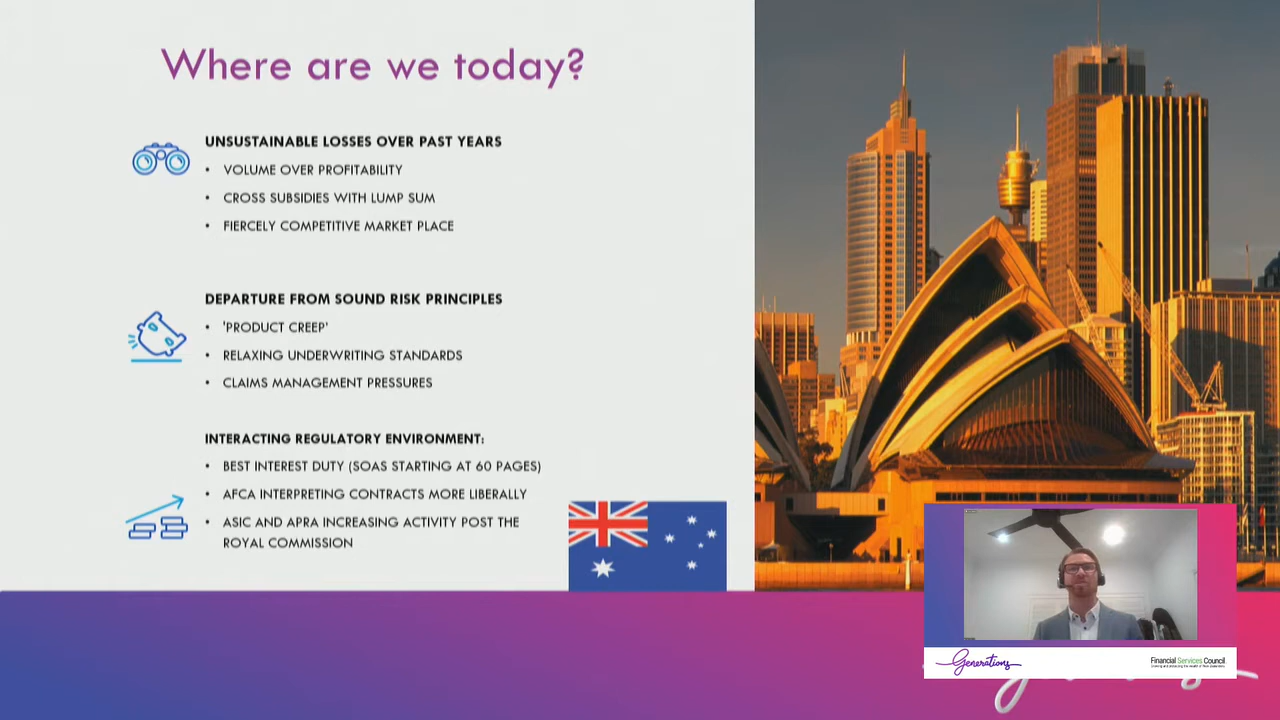 Where are we today?
UNSUSTAINABLE LOSSES OVER PAST YEARS
• VOLUME OVER PROFITABILITY
• CROSS SUBSIDIES WITH LUMP SUM
• FIERCELY COMPETITIVE MARKET PLACE
DEPARTURE FROM SOUND RISK PRINCIPLES
• 'PRODUCT CREEP'
• RELAXING UNDERWRITING STANDARDS
• CLAIMS MANAGEMENT PRESSURES
INTERACTING REGULATORY ENVIRONMENT:
• BEST INTEREST DUTY (SOAS STARTING AT 60 PAGES)
• AFCA INTERPRETING CONTRACTS MORE LIBERALLY
• ASIC AND APRA INCREASING ACTIVITY POST THE
ROYAL COMMISSION
Generations
Financial Services Council